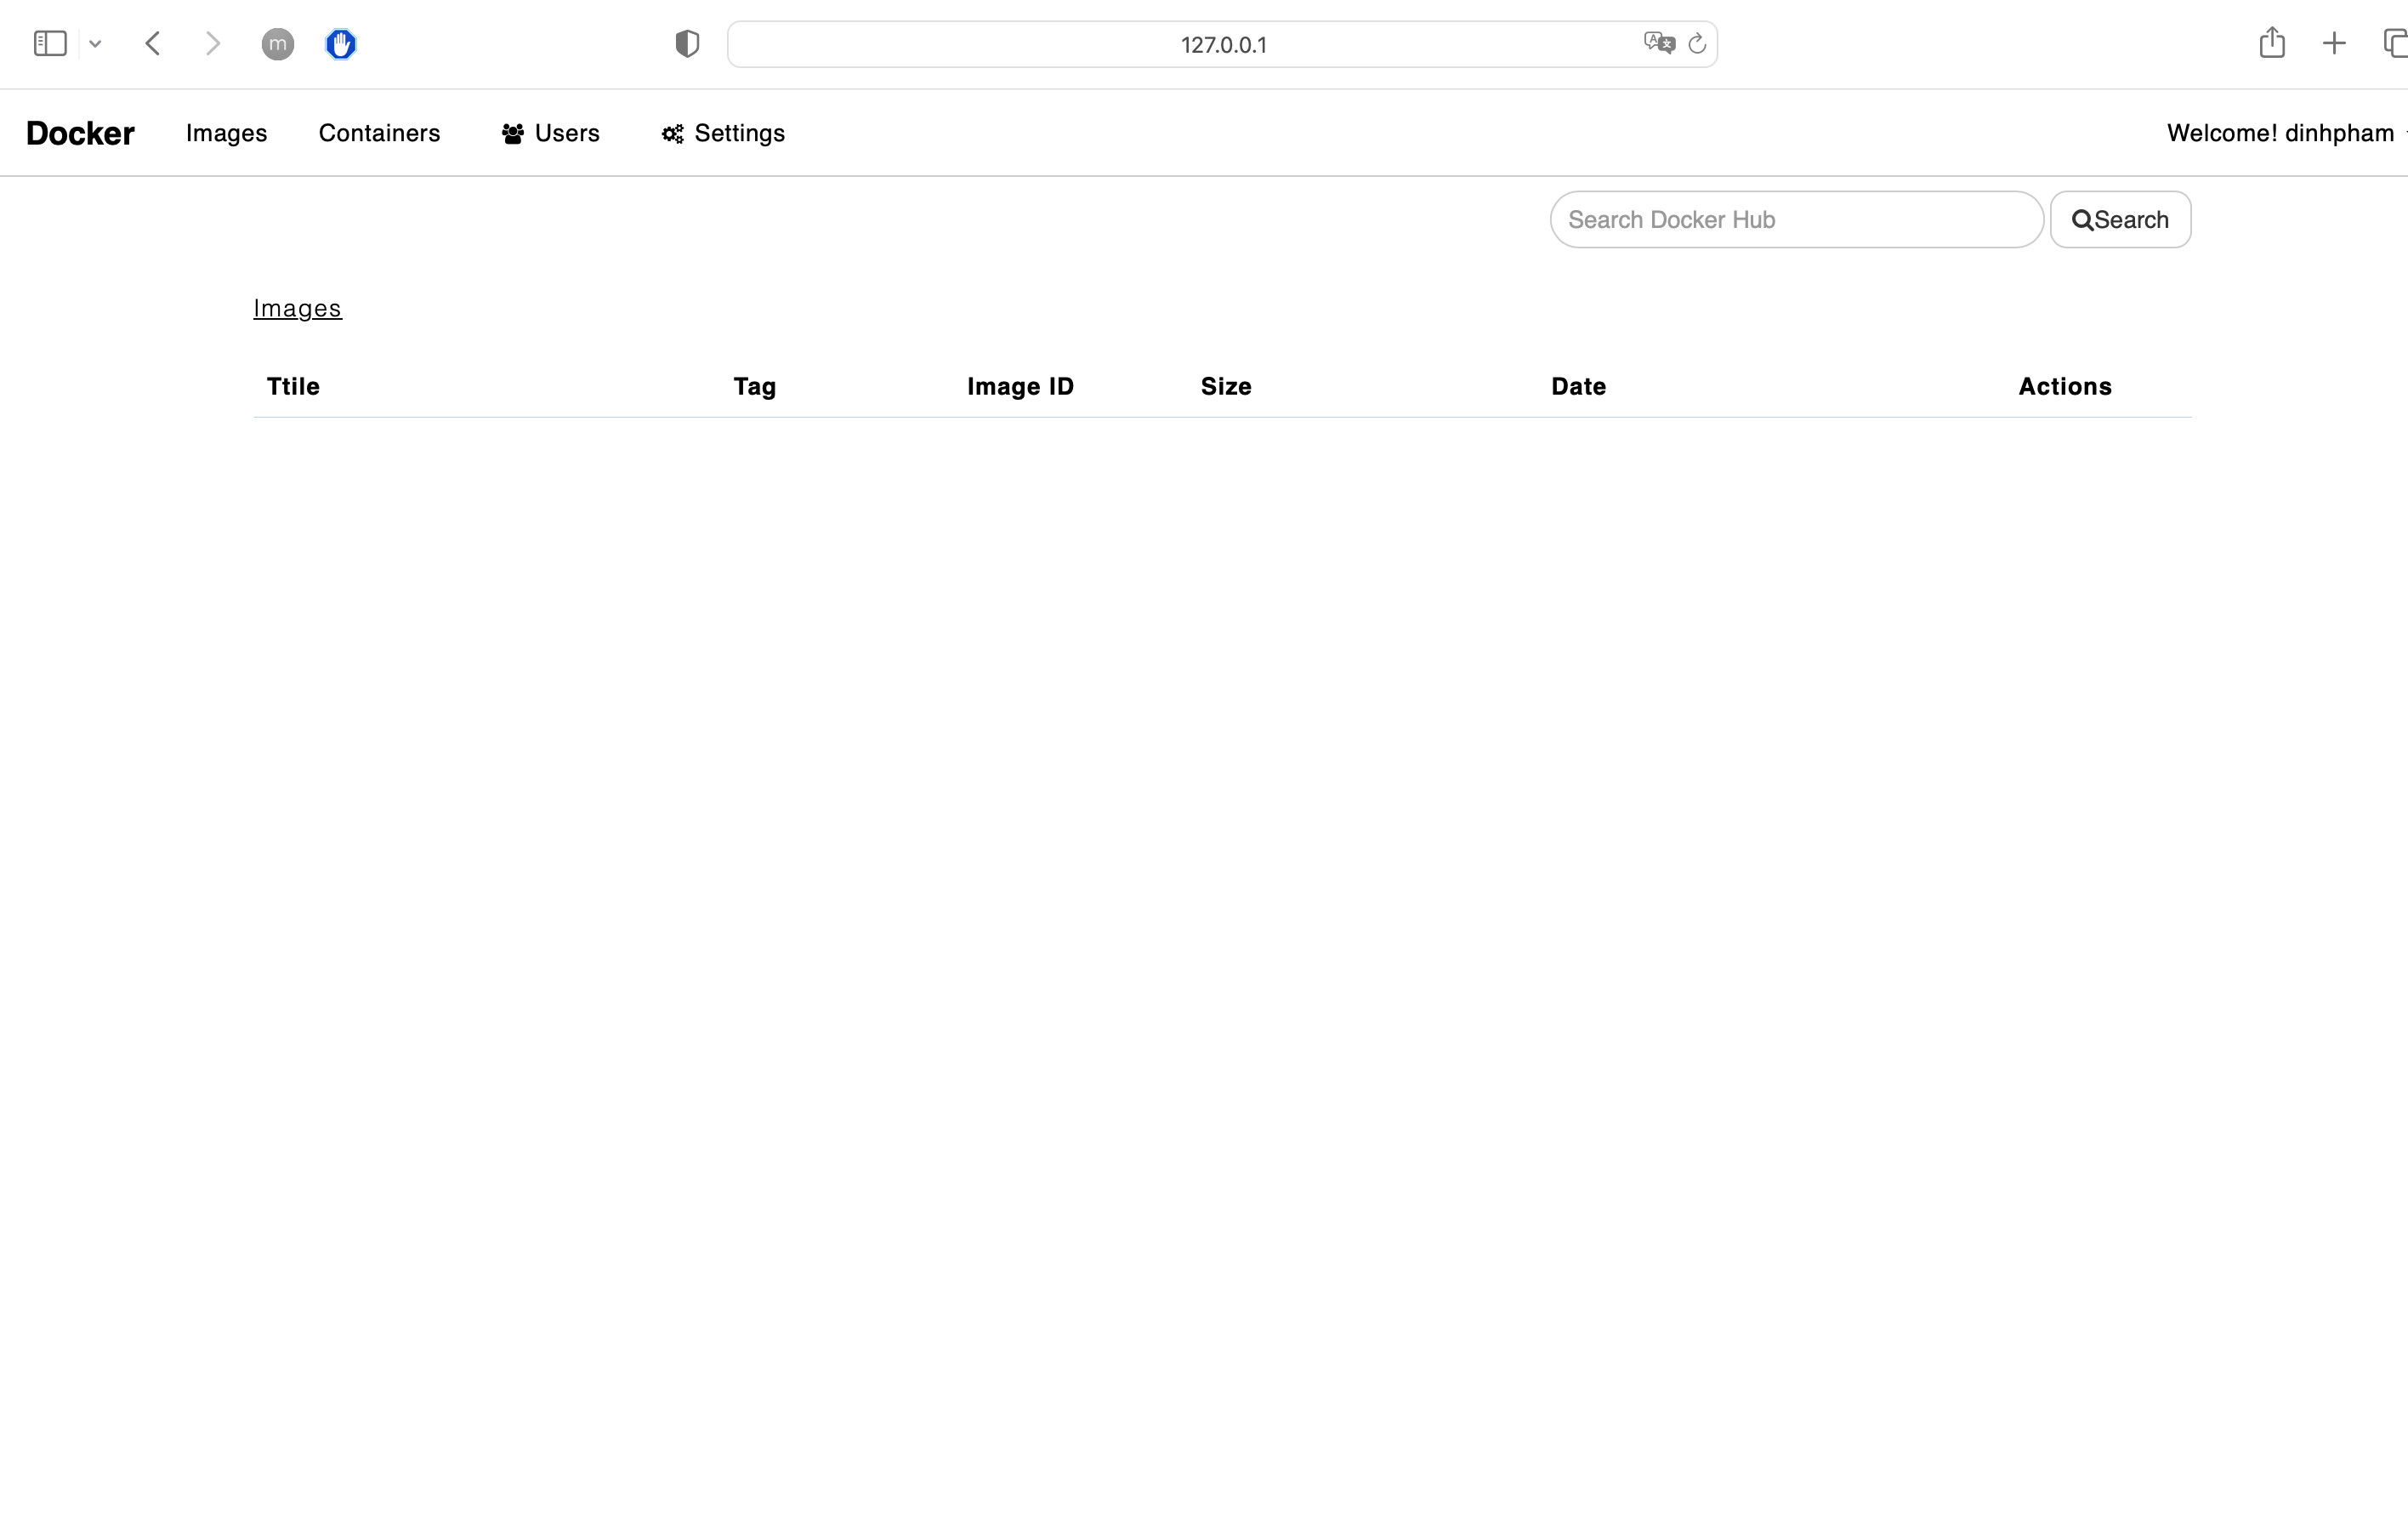 m 127.0.0.1
Docker Images Containers Users Settings Welcome! dinhpham
Search Docker Hub Search
Images
Ttile Tag Image ID Size Date Actions